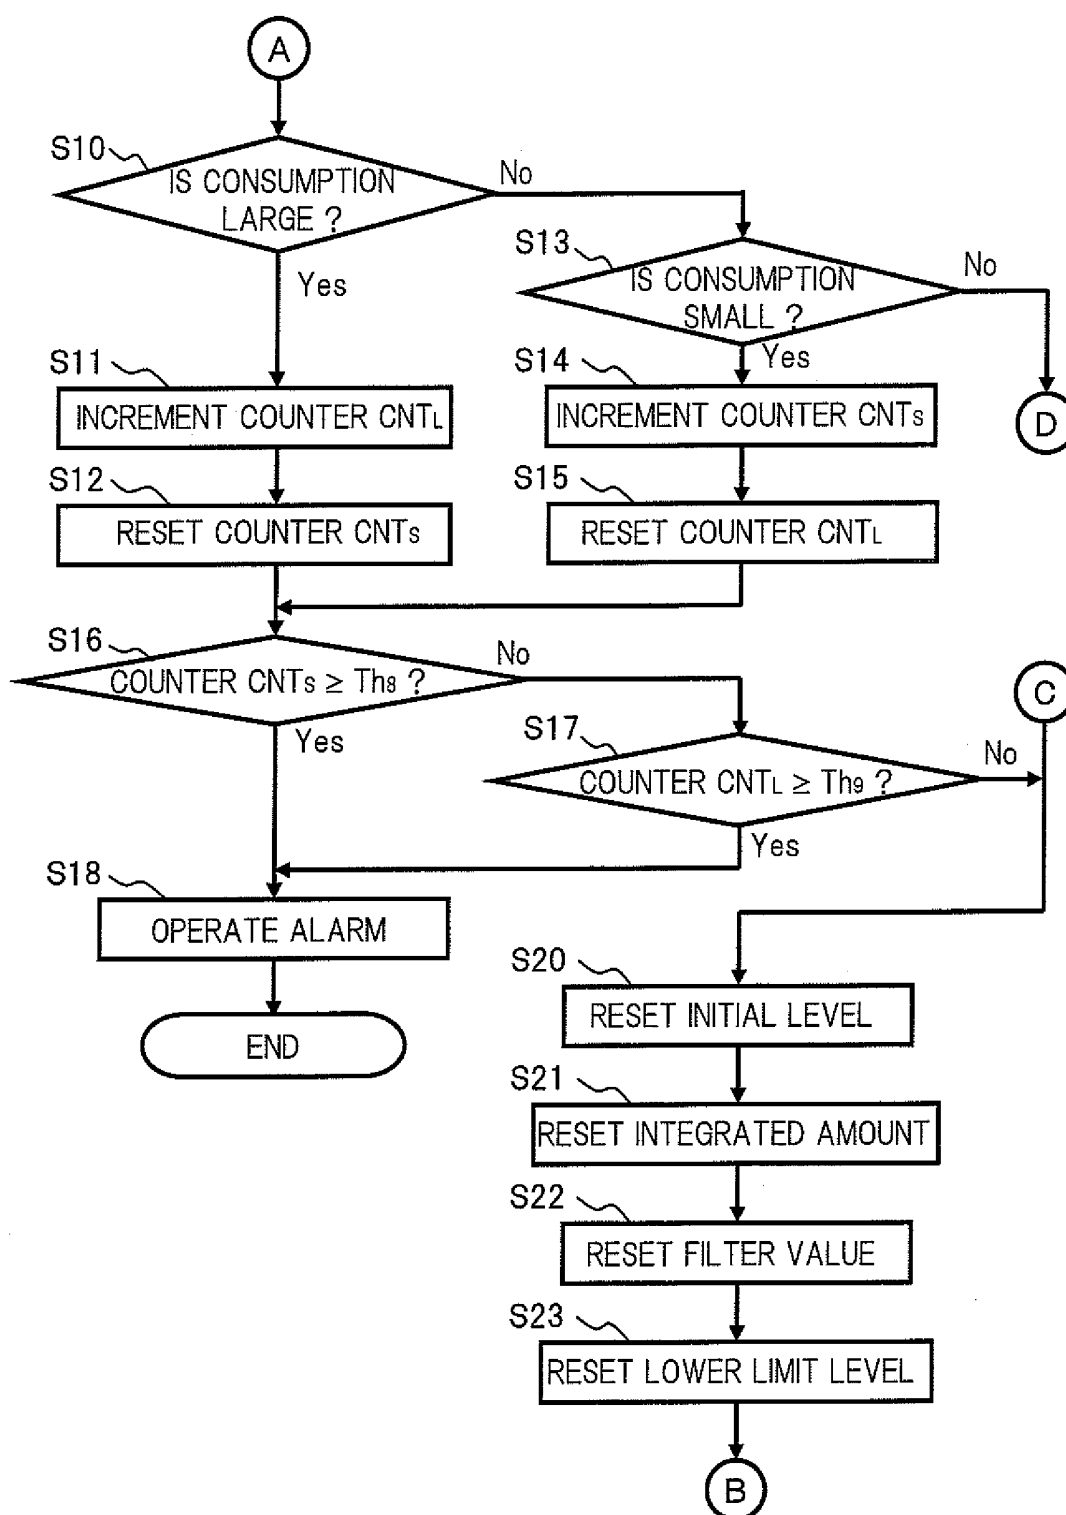 A
S10
IS CONSUMPTION
LARGE ?
No
Yes
S13
IS CONSUMPTION
SMALL ?
No
Yes
D
S11
INCREMENT COUNTER CNTL
S14
INCREMENT COUNTER CNTS
S12
RESET COUNTER CNTS
S15
RESET COUNTER CNTL
S16
COUNTER CNTS ≥ Th8 ?
No
Yes
C
S17
COUNTER CNTL ≥ Th9 ?
No
Yes
S18
OPERATE ALARM
END
S20
RESET INITIAL LEVEL
S21
RESET INTEGRATED AMOUNT
S22
RESET FILTER VALUE
S23
RESET LOWER LIMIT LEVEL
B